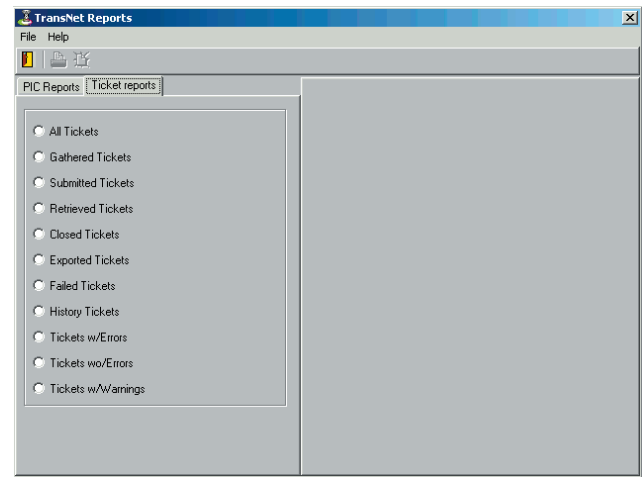 TransNet Reports
File Help
PIC Reports Ticket reports
All Tickets
Gathered Tickets
Submitted Tickets
Retrieved Tickets
Closed Tickets
Exported Tickets
Failed Tickets
History Tickets
Tickets w/Errors
Tickets wo/Errors
Tickets w/Warnings